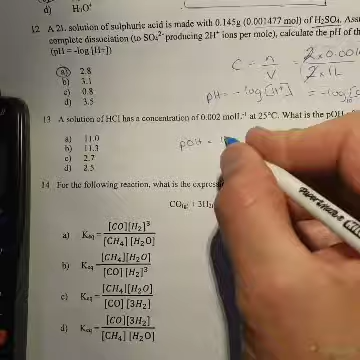 d) H₃O⁺
12 A 2L solution of sulphuric acid is made with 0.145g (0.001477 mol) of H₂SO₄. Assu
complete dissociation (to SO₄²⁻ producing 2H⁺ ions per mole), calculate the pH of th
(pH = -log [H+])
a) 2.8
b) 3.1
c) 0.8
d) 3.5
C = n/V = 2×0.00 / 2×1L
pH = -log[H⁺] = -log
13 A solution of HCl has a concentration of 0.002 molL⁻¹ at 25°C. What is the pOH
a) 11.0
b) 11.3
c) 2.7
d) 2.5
pOH = 1
14 For the following reaction, what is the express
CO(g) + 3H₂
a) Keq = [CO][H₂]³ / [CH₄] [H₂O]
b) Keq = [CH₄][H₂O] / [CO] [H₂]³
c) Keq = [CH₄][H₂O] / [CO] [3H₂]
d) Keq = [CO][3H₂] / [CH₄] [H₂O]